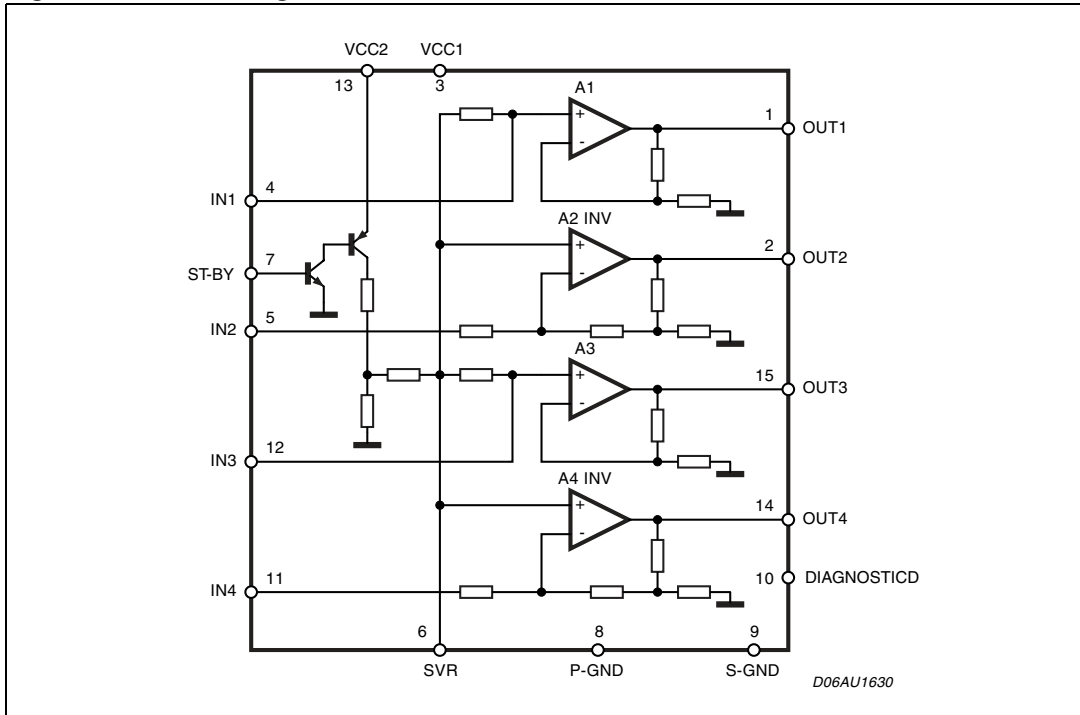 VCC2 VCC1
13 3
A1
+
-
1 OUT1
IN1 4
A2 INV
+
-
2 OUT2
ST-BY 7
IN2 5
A3
+
-
15 OUT3
IN3 12
A4 INV
+
-
14 OUT4
10 DIAGNOSTICD
IN4 11
6 8 9
SVR P-GND S-GND
D06AU1630